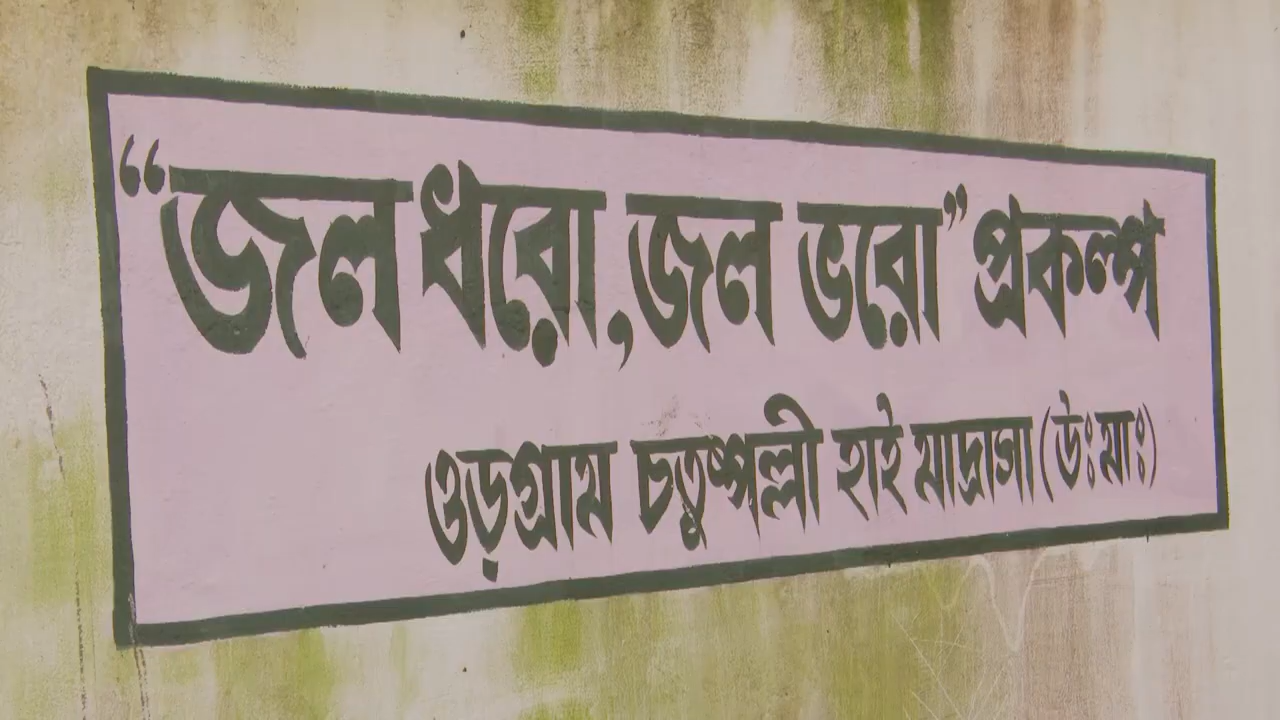 “জল ধরো, জল ভরো” প্রকল্প
ওড়গ্রাম চতুষ্পল্লী হাই মাদ্রাসা (উঃ মাঃ)